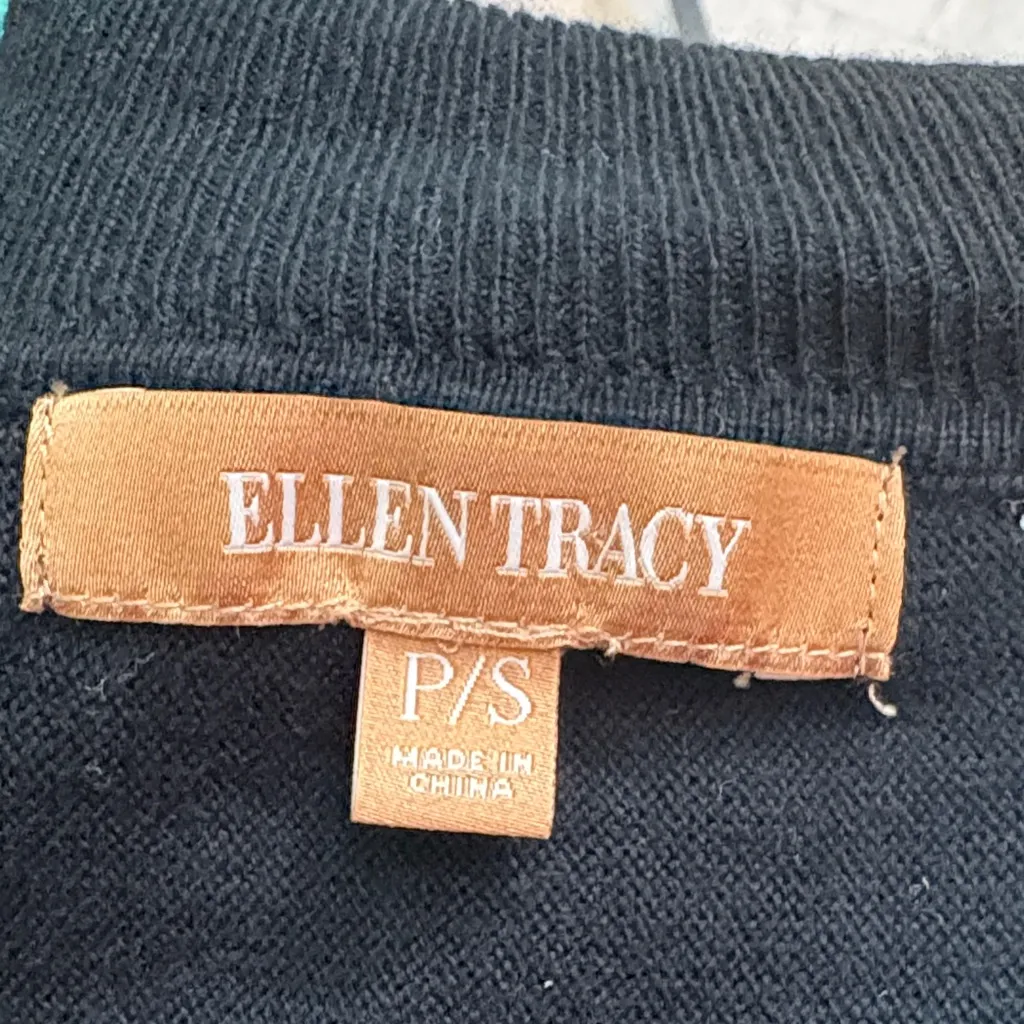 ELLEN TRACY
P/S
MADE IN
CHINA